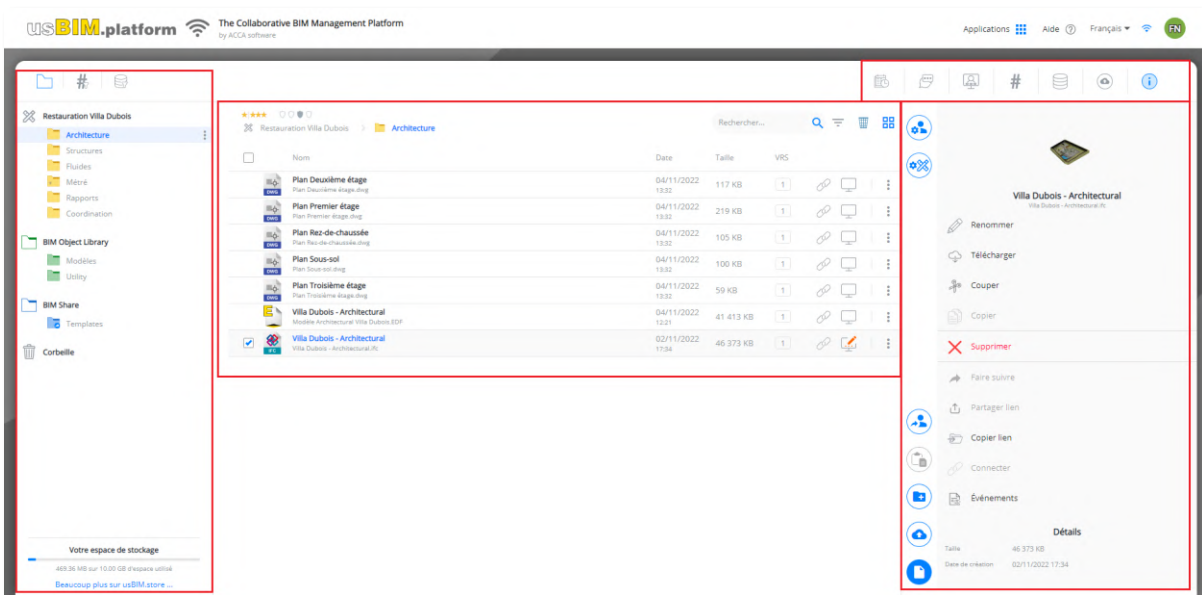 usBIM.platform
The Collaborative BIM Management Platform
by ACCA software
Applications
Aide
Français
FN
Restauration Villa Dubois
Architecture
Structures
Fluides
Métré
Rapports
Coordination
BIM Object Library
Modèles
Utility
BIM Share
Templates
Corbeille
Votre espace de stockage
469.36 MB sur 10.00 GB d'espace utilisé
Beaucoup plus sur usBIM.store ...
Restauration Villa Dubois > Architecture
Rechercher...
Nom Date Taille VRS
DWG Plan Deuxième étage 04/11/2022 117 KB 1
Plan Deuxième étage.dwg 13:32
DWG Plan Premier étage 04/11/2022 219 KB 1
Plan Premier étage.dwg 13:32
DWG Plan Rez-de-chaussée 04/11/2022 105 KB 1
Plan Rez-de-chaussée.dwg 13:32
DWG Plan Sous-sol 04/11/2022 100 KB 1
Plan Sous-sol.dwg 13:32
DWG Plan Troisième étage 04/11/2022 59 KB 1
Plan Troisième étage.dwg 13:32
Villa Dubois - Architectural 04/11/2022 41 413 KB 1
Modèle Architectural Villa Dubois.EDF 12:21
IFC Villa Dubois - Architectural 02/11/2022 46 373 KB 1
Villa Dubois - Architectural.ifc 17:34
Villa Dubois - Architectural
Villa Dubois - Architectural.ifc
Renommer
Télécharger
Couper
Copier
Supprimer
Faire suivre
Partager lien
Copier lien
Connecter
Événements
Détails
Taille 46 373 KB
Date de création 02/11/2022 17:34